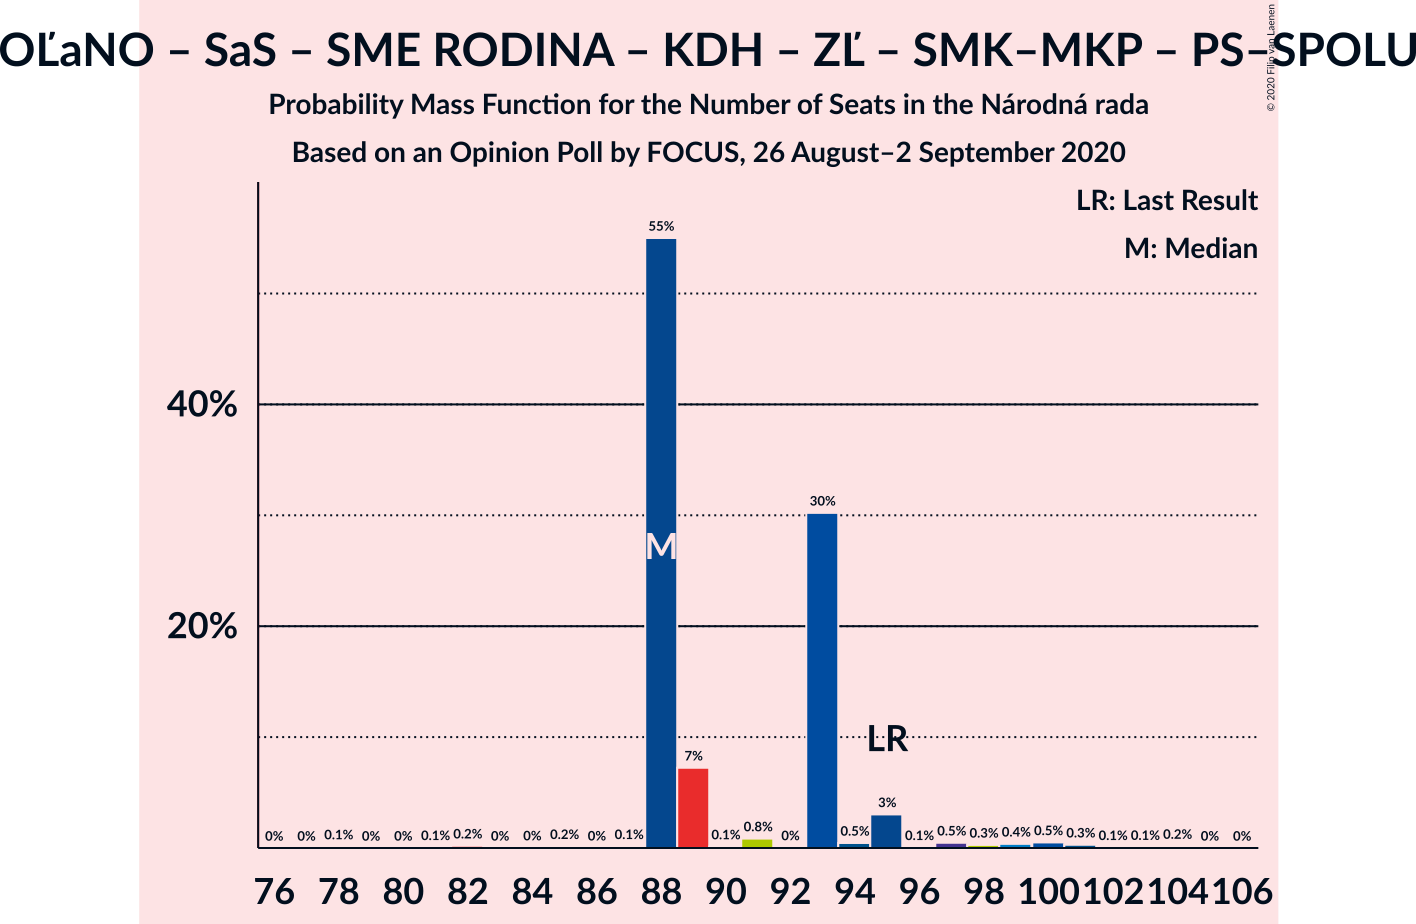 OĽaNO – SaS – SME RODINA – KDH – ZĽ – SMK–MKP – PS–SPOLU
Probability Mass Function for the Number of Seats in the Národná rada
Based on an Opinion Poll by FOCUS, 26 August–2 September 2020
© 2020 Filip van Laenen
LR: Last Result
M: Median
55%
40%
30%
M
20%
LR
7%
3%
0% 0% 0.1% 0% 0% 0.1% 0.2% 0% 0% 0.2% 0% 0.1% 0.1% 0.8% 0% 0.5% 0.1% 0.5% 0.3% 0.4% 0.5% 0.3% 0.1% 0.1% 0.2% 0% 0%
76 78 80 82 84 86 88 90 92 94 96 98 100 102 104 106